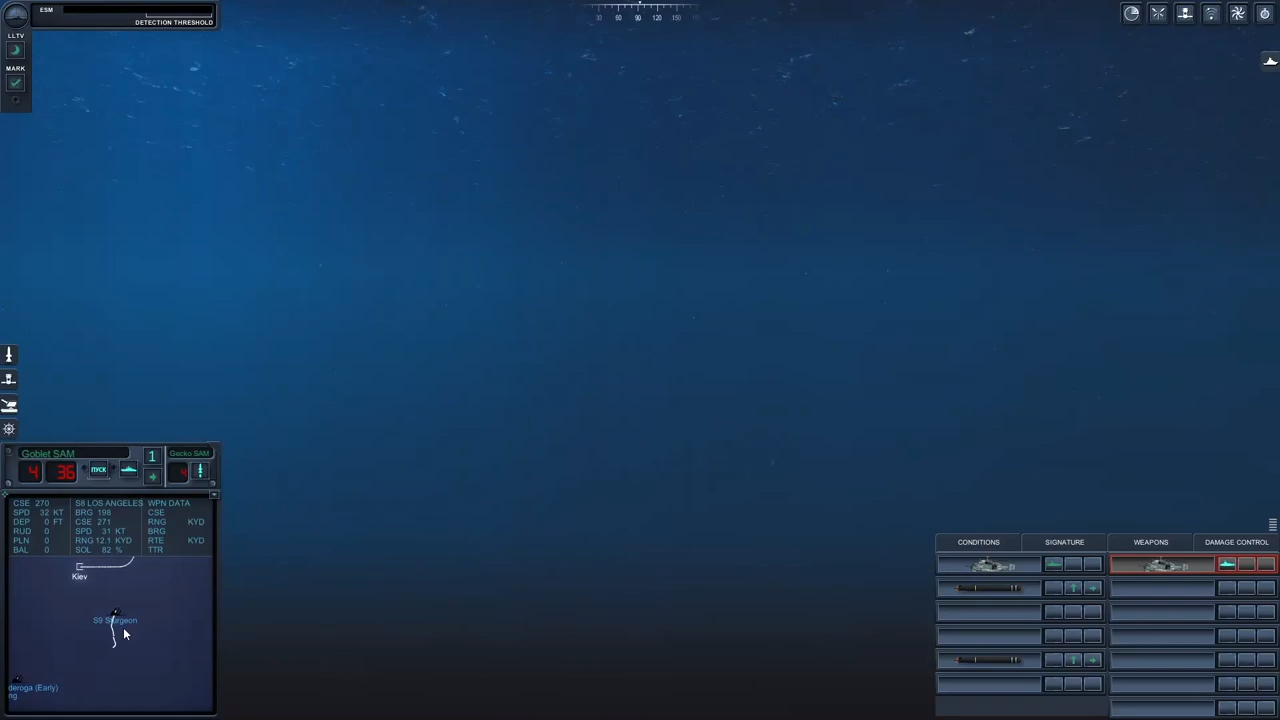 ESM
DETECTION THRESHOLD
30 60 90 120 150
LLTV
MARK
Goblet SAM
Gecko SAM
4 36 ПУСК 1 4
CSE 270 S8 LOS ANGELES WPN DATA
SPD 32 KT BRG 198 CSE
DEP 0 FT CSE 271 RNG KYD
RUD 0 SPD 31 KT BRG
PLN 0 RNG 12.1 KYD RTE KYD
BAL 0 SOL 82 % TTR
Kiev
S9 Sturgeon
deroga (Early)
ng
CONDITIONS SIGNATURE WEAPONS DAMAGE CONTROL